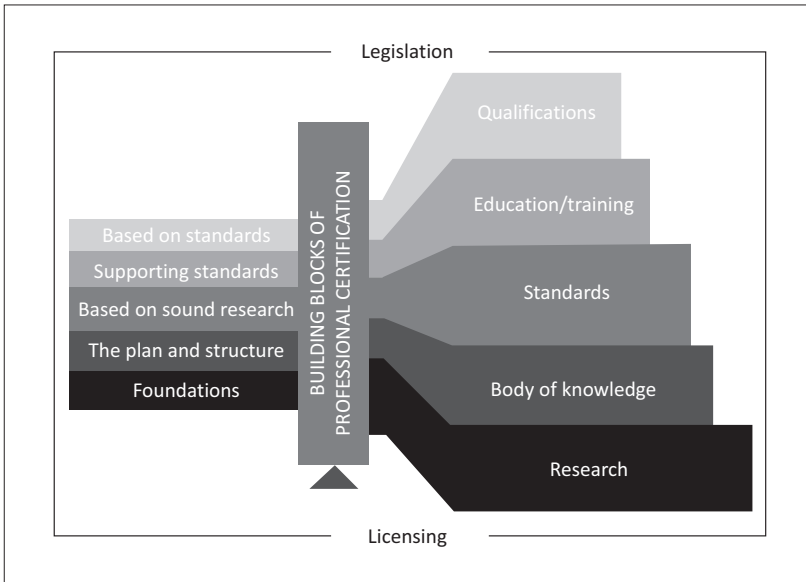 Legislation
Based on standards
Supporting standards
Based on sound research
The plan and structure
Foundations
BUILDING BLOCKS OF
PROFESSIONAL CERTIFICATION
Qualifications
Education/training
Standards
Body of knowledge
Research
Licensing